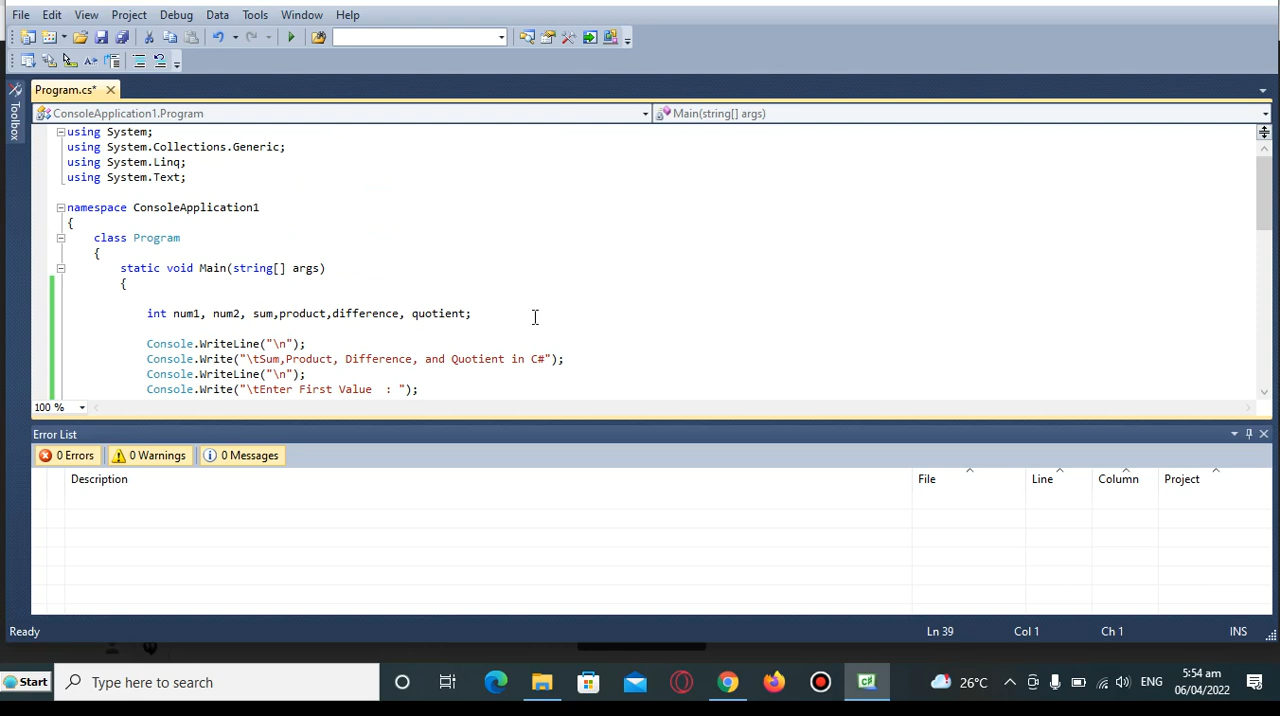 File Edit View Project Debug Data Tools Window Help
Program.cs*
Toolbox
ConsoleApplication1.Program Main(string[] args)
using System;
using System.Collections.Generic;
using System.Linq;
using System.Text;
namespace ConsoleApplication1
{
class Program
{
static void Main(string[] args)
{
int num1, num2, sum,product,difference, quotient;
Console.WriteLine("\n");
Console.Write("\tSum,Product, Difference, and Quotient in C#");
Console.WriteLine("\n");
Console.Write("\tEnter First Value  : ");
100 %
Error List
0 Errors 0 Warnings 0 Messages
Description File Line Column Project
Ready Ln 39 Col 1 Ch 1 INS
Start Type here to search C# 26°C ENG 5:54 am
06/04/2022